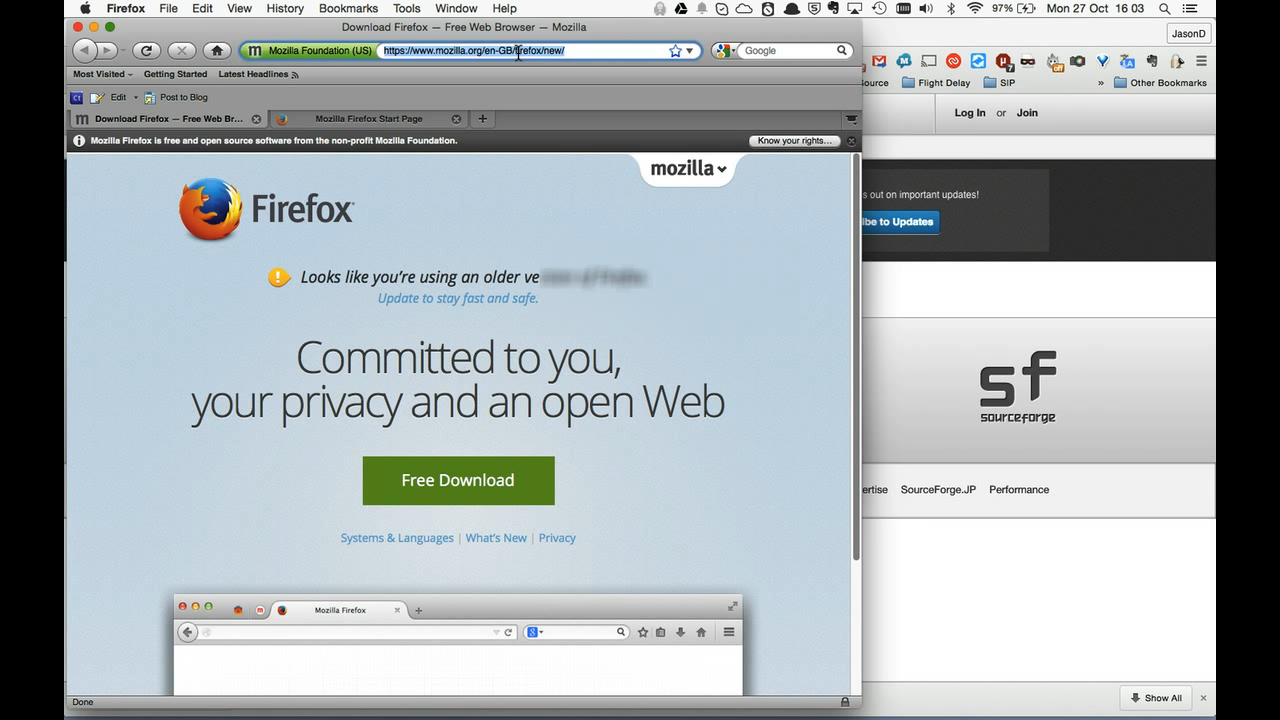 Firefox File Edit View History Bookmarks Tools Window Help 97% Mon 27 Oct 16 03
Download Firefox — Free Web Browser — Mozilla
JasonD
Mozilla Foundation (US) https://www.mozilla.org/en-GB/firefox/new/ Google
Most Visited Getting Started Latest Headlines
ource Flight Delay SIP » Other Bookmarks
Edit Post to Blog
Download Firefox — Free Web Br... Mozilla Firefox Start Page
Log In or Join
Mozilla Firefox is free and open source software from the non-profit Mozilla Foundation. Know your rights...
mozilla
Firefox
s out on important updates!
ibe to Updates
Looks like you're using an older ve
Update to stay fast and safe.
Committed to you,
your privacy and an open Web
sf
sourceforge
Free Download
ertise SourceForge.JP Performance
Systems & Languages | What's New | Privacy
Mozilla Firefox
Done
Show All